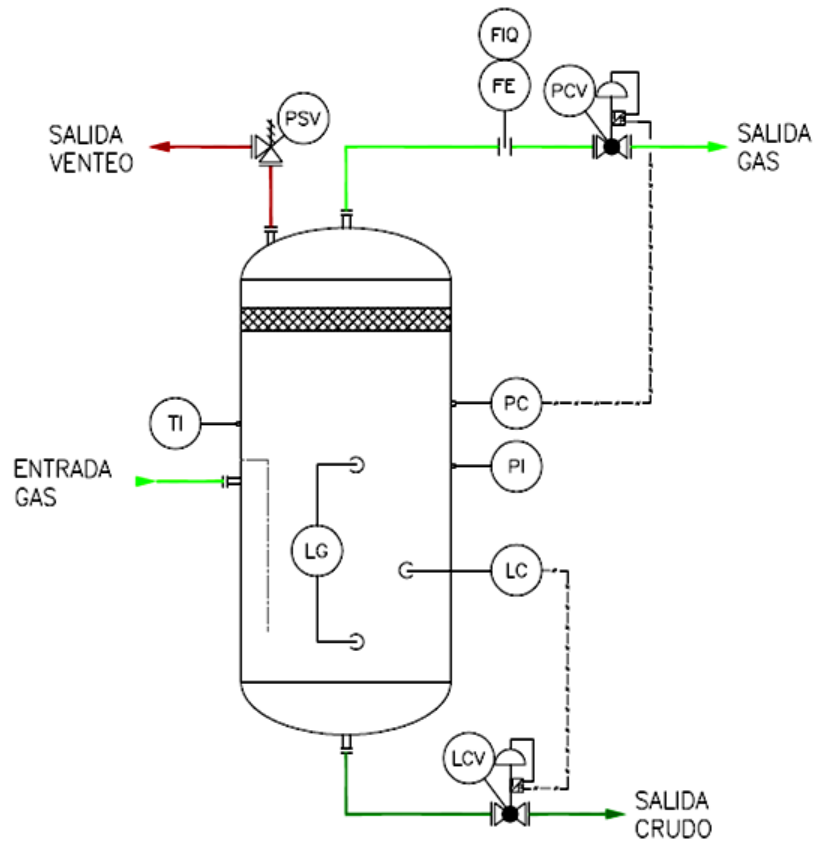 FIQ
FE
PCV
PSV
SALIDA
VENTEO
SALIDA
GAS
TI
PC
ENTRADA
GAS
PI
LG
LC
LCV
SALIDA
CRUDO